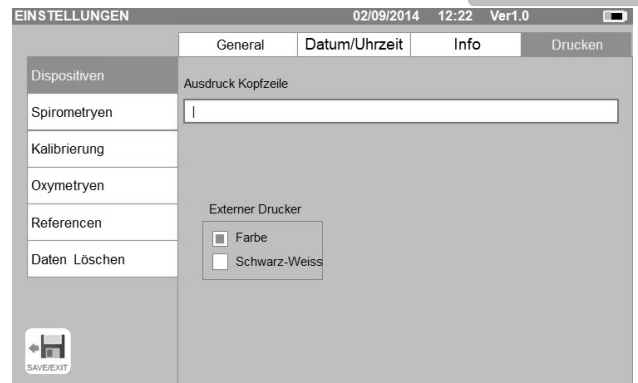 EINSTELLUNGEN 02/09/2014 12:22 Ver1.0
General Datum/Uhrzeit Info Drucken
Dispositiven
Spirometryen
Kalibrierung
Oxymetryen
Referencen
Daten Löschen
Ausdruck Kopfzeile
Externer Drucker
Farbe
Schwarz-Weiss
SAVE/EXIT